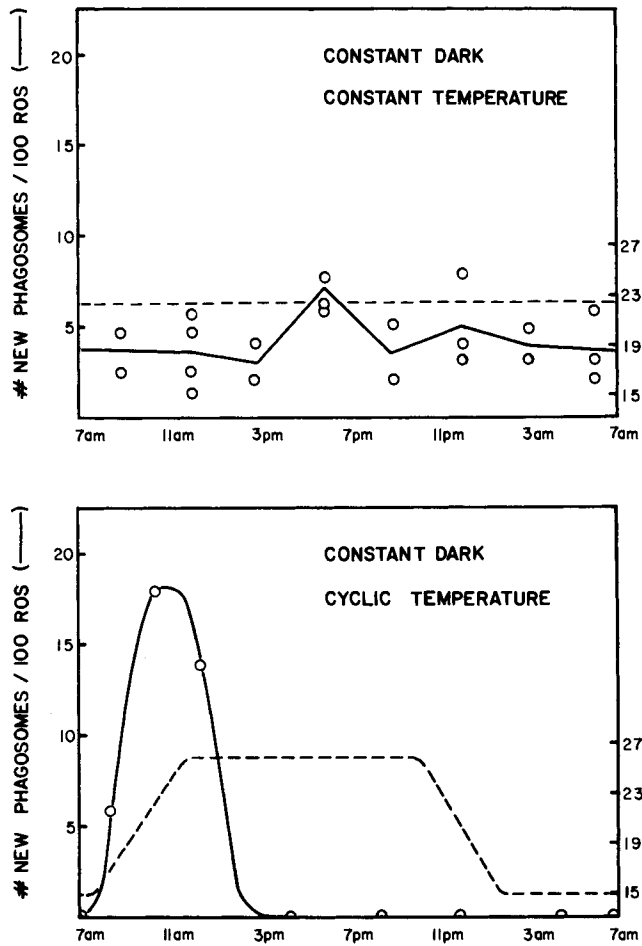 # NEW PHAGOSOMES / 100 ROS (——)
CONSTANT DARK
CONSTANT TEMPERATURE
20
15
10
5
27
23
19
15
7am 11am 3pm 7pm 11pm 3am 7am
# NEW PHAGOSOMES / 100 ROS (——)
CONSTANT DARK
CYCLIC TEMPERATURE
20
15
10
5
27
23
19
15
7am 11am 3pm 7pm 11pm 3am 7am